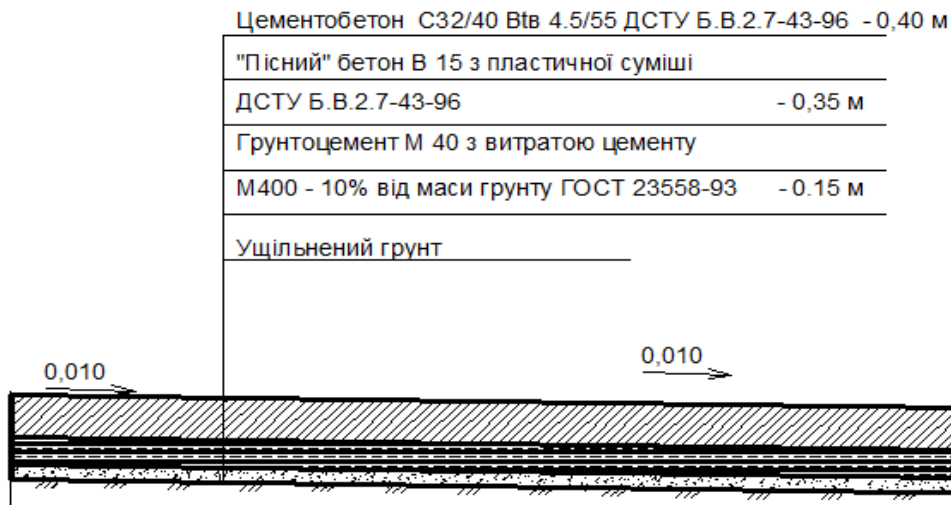 Цементобетон С32/40 Btв 4.5/55 ДСТУ Б.В.2.7-43-96 - 0,40 м
"Пісний" бетон В 15 з пластичної суміші
ДСТУ Б.В.2.7-43-96 - 0,35 м
Грунтоцемент М 40 з витратою цементу
М400 - 10% від маси грунту ГОСТ 23558-93 - 0.15 м
Ущільнений грунт
0,010
0,010